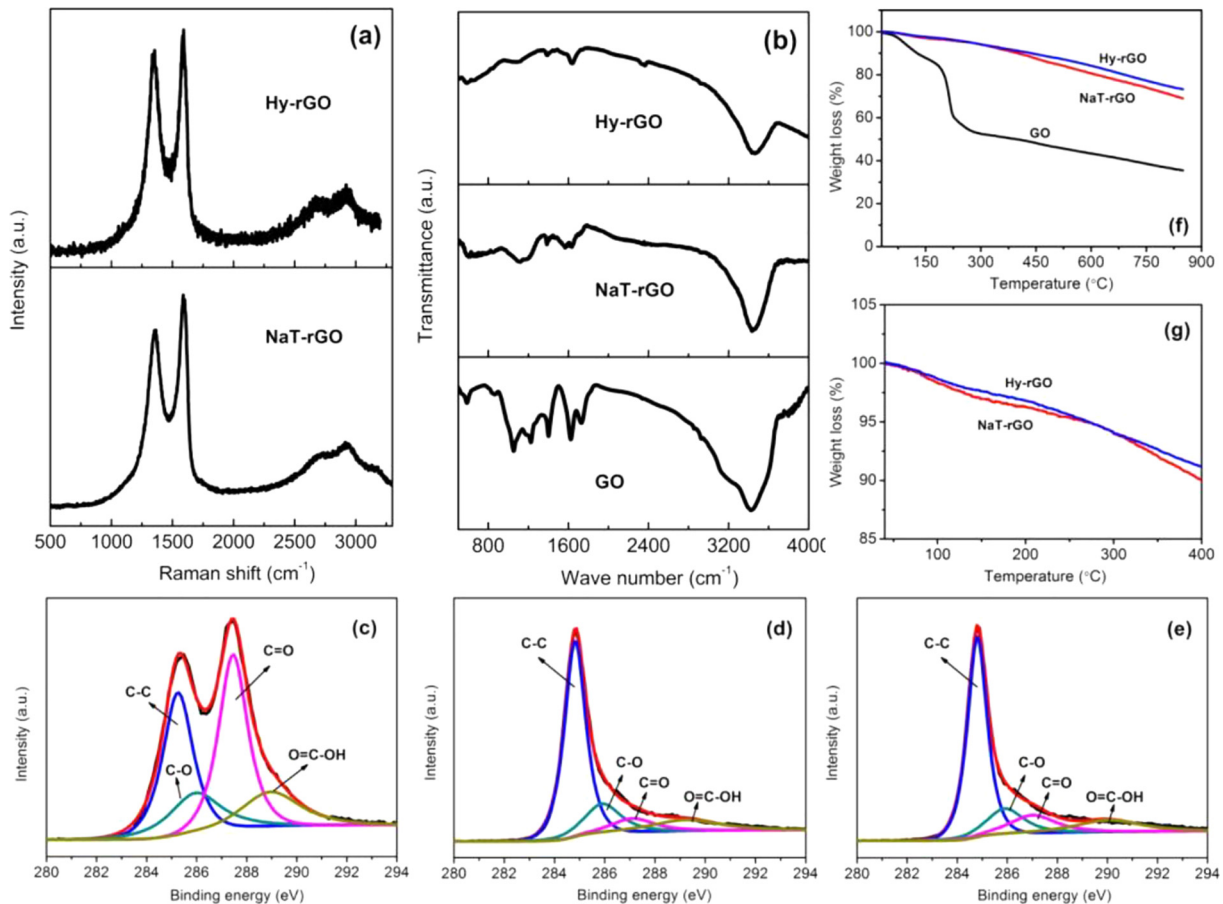 (a)
Hy-rGO
NaT-rGO
Intensity (a.u.)
500 1000 1500 2000 2500 3000
Raman shift (cm-1)
(b)
Hy-rGO
NaT-rGO
GO
Transmittance (a.u.)
800 1600 2400 3200 4000
Wave number (cm-1)
100
80
60
40
20
0
Weight loss (%)
Hy-rGO
NaT-rGO
GO
(f)
150 300 450 600 750 900
Temperature (°C)
105
100
95
90
85
Weight loss (%)
(g)
Hy-rGO
NaT-rGO
100 200 300 400
Temperature (°C)
(c)
C=O
C-C
C-O
O=C-OH
Intensity (a.u.)
280 282 284 286 288 290 292 294
Binding energy (eV)
(d)
C-C
C-O
C=O
O=C-OH
Intensity (a.u.)
280 282 284 286 288 290 292 294
Binding energy (eV)
(e)
C-C
C-O
C=O
O=C-OH
Intensity (a.u.)
280 282 284 286 288 290 292 294
Binding energy (eV)